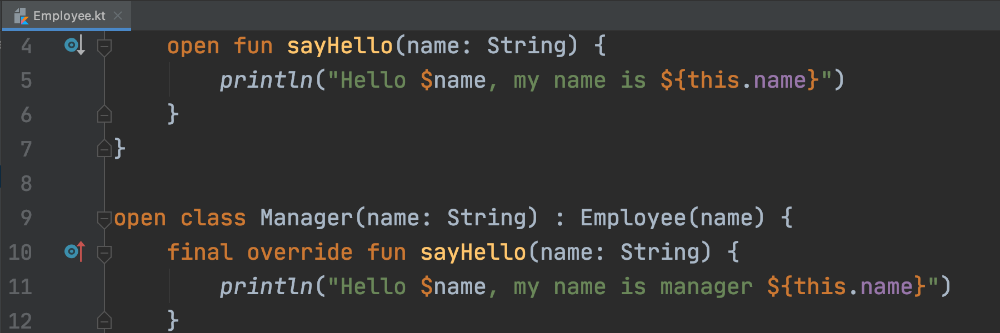 Employee.kt
4 open fun sayHello(name: String) {
5 println("Hello $name, my name is ${this.name}")
6 }
7 }
8
9 open class Manager(name: String) : Employee(name) {
10 final override fun sayHello(name: String) {
11 println("Hello $name, my name is manager ${this.name}")
12 }